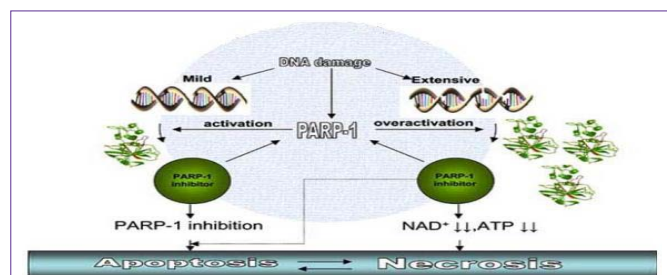 DNA damage
Mild
Extensive
activation
PARP-1
overactivation
PARP-1
inhibitor
PARP-1
inhibitor
PARP-1 inhibition
NAD⁺ ↓↓,ATP ↓↓
Apoptosis
Necrosis